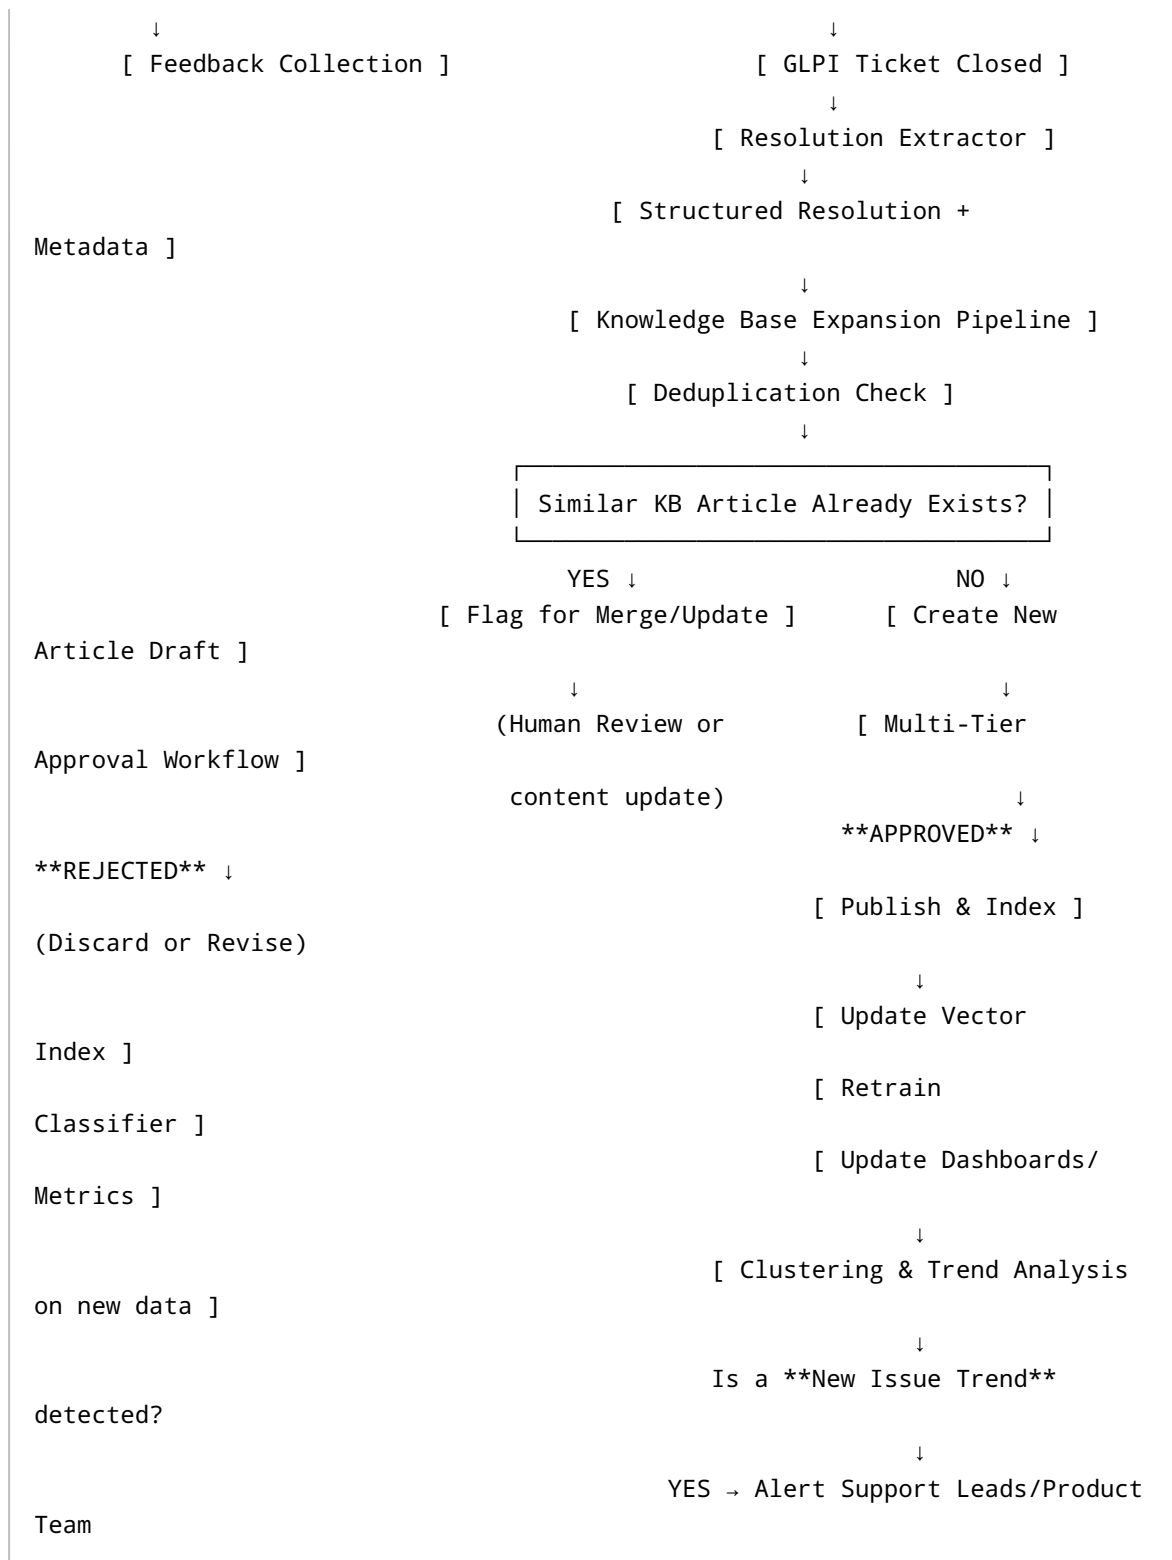 ↓ ↓
[ Feedback Collection ] [ GLPI Ticket Closed ]
↓
[ Resolution Extractor ]
↓
[ Structured Resolution +
Metadata ]
↓
[ Knowledge Base Expansion Pipeline ]
↓
[ Deduplication Check ]
↓
┌─────────────────────────────────────┐
│ Similar KB Article Already Exists? │
└─────────────────────────────────────┘
YES ↓ NO ↓
[ Flag for Merge/Update ] [ Create New
Article Draft ]
↓ ↓
(Human Review or [ Multi-Tier
Approval Workflow ]
content update) ↓
**APPROVED** ↓
**REJECTED** ↓
[ Publish & Index ]
(Discard or Revise)
↓
[ Update Vector
Index ]
[ Retrain
Classifier ]
[ Update Dashboards/
Metrics ]
↓
[ Clustering & Trend Analysis
on new data ]
↓
Is a **New Issue Trend**
detected?
↓
YES → Alert Support Leads/Product
Team